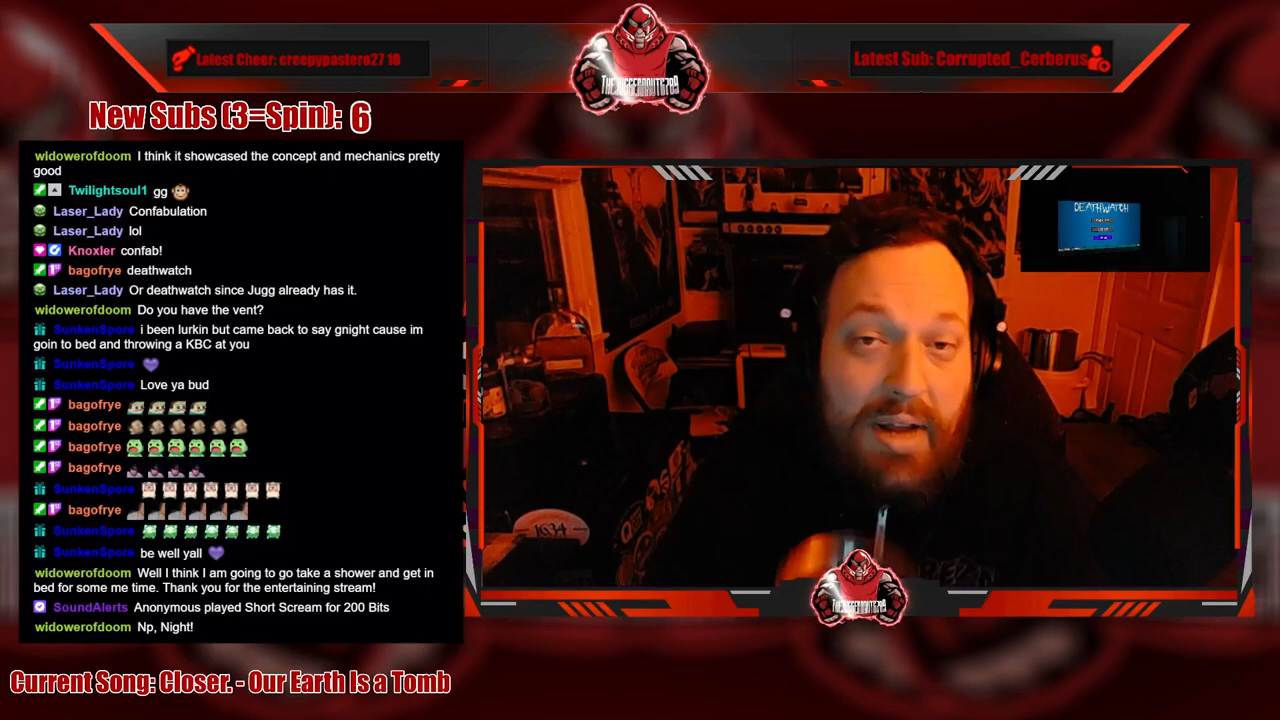 Latest Cheer: creepypastero27 10
Latest Sub: Corrupted_Cerberus
TheJuggernaut6789
New Subs (3=Spin): 6
widowerofdoom I think it showcased the concept and mechanics pretty
good
Twilightsoul1 gg
Laser_Lady Confabulation
Laser_Lady lol
Knoxler confab!
bagofrye deathwatch
Laser_Lady Or deathwatch since Jugg already has it.
widowerofdoom Do you have the vent?
SunkenSpore i been lurkin but came back to say gnight cause im
goin to bed and throwing a KBC at you
SunkenSpore
SunkenSpore Love ya bud
bagofrye
bagofrye
bagofrye
bagofrye
SunkenSpore
bagofrye
SunkenSpore
SunkenSpore be well yall
widowerofdoom Well I think I am going to go take a shower and get in
bed for some me time. Thank you for the entertaining stream!
SoundAlerts Anonymous played Short Scream for 200 Bits
widowerofdoom Np, Night!
DEATHWATCH
1634
Current Song: Closer. - Our Earth Is a Tomb